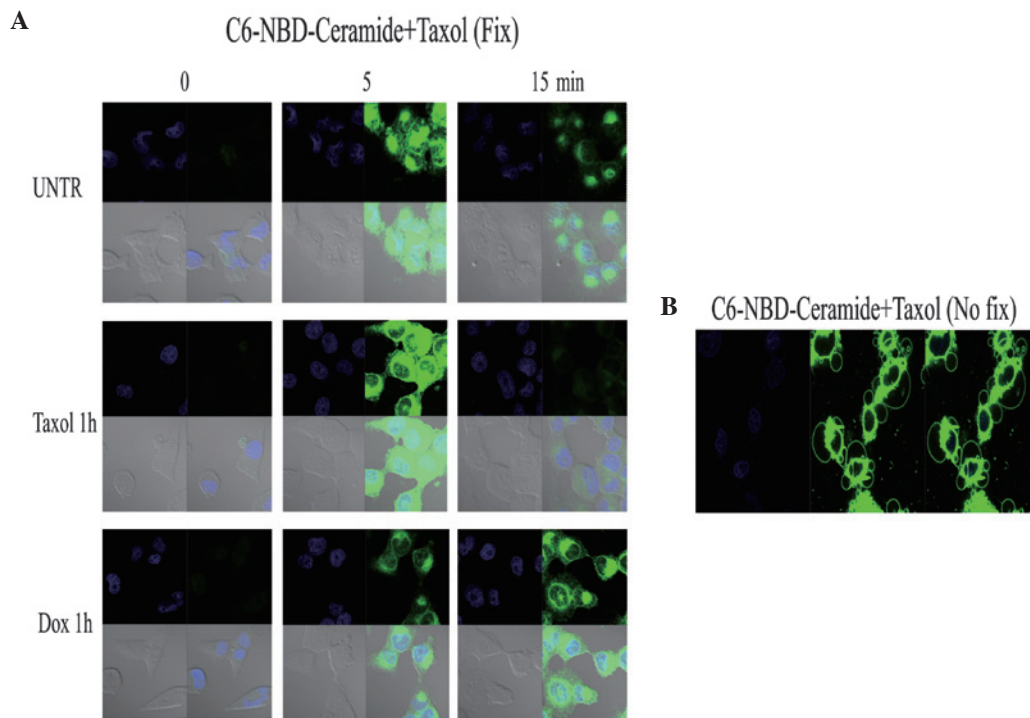 A
C6-NBD-Ceramide+Taxol (Fix)
0 5 15 min
UNTR
Taxol 1h
Dox 1h
B
C6-NBD-Ceramide+Taxol (No fix)